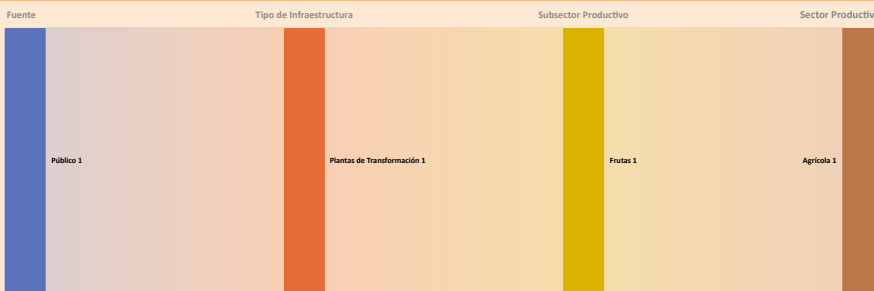 Fuente
Tipo de Infraestructura
Subsector Productivo
Sector Productiv
Público 1
Plantas de Transformación 1
Frutas 1
Agrícola 1